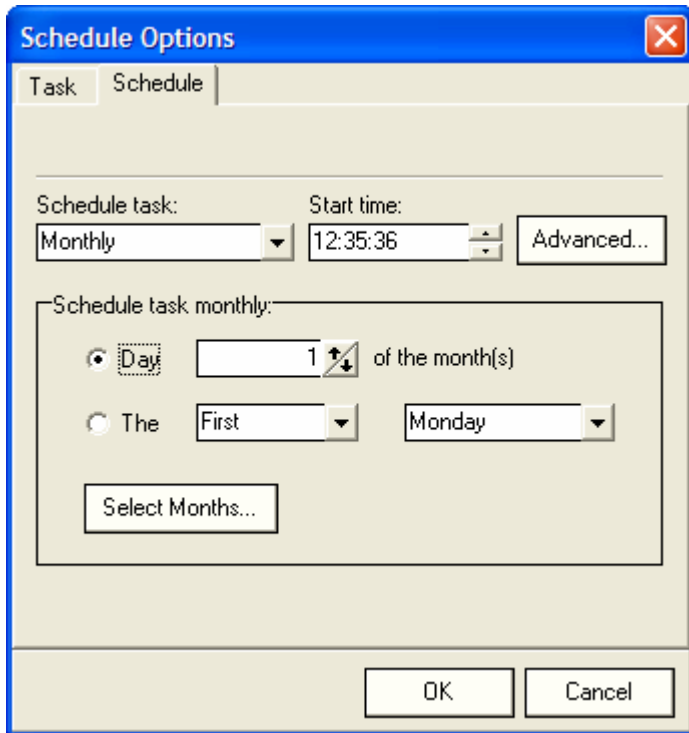 Schedule Options
Task Schedule
Schedule task: Start time:
Monthly 12:35:36 Advanced...
Schedule task monthly:
Day 1 of the month(s)
The First Monday
Select Months...
OK Cancel